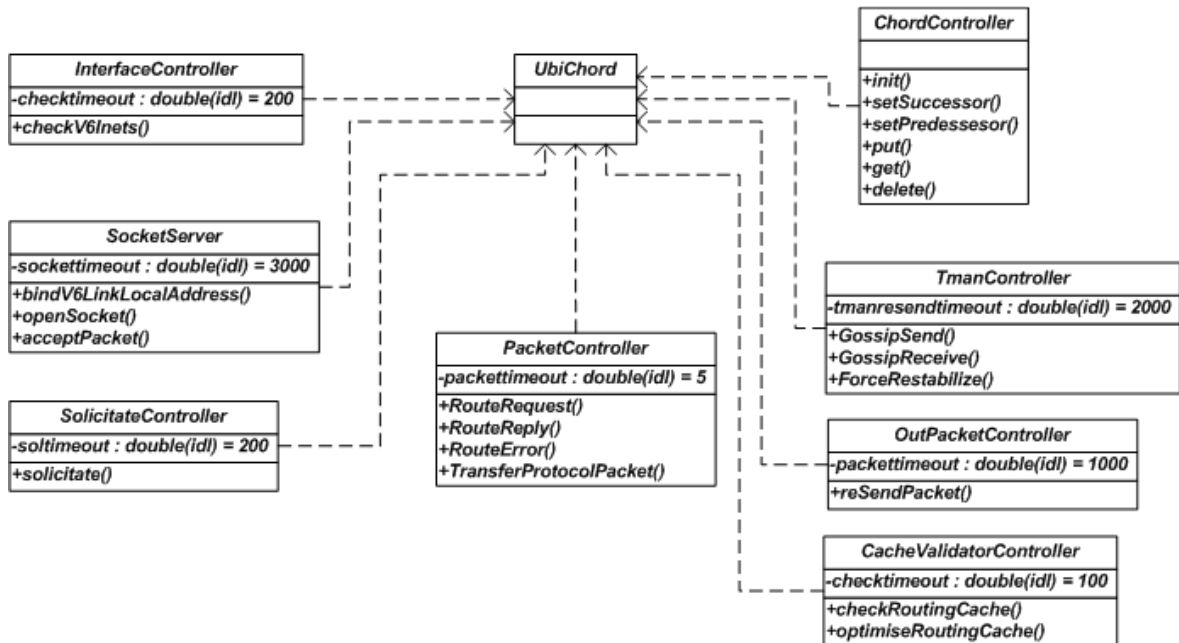 InterfaceController
-checktimeout : double(idl) = 200
+checkV6Inets()
UbiChord
ChordController
+init()
+setSuccessor()
+setPredessesor()
+put()
+get()
+delete()
SocketServer
-sockettimeout : double(idl) = 3000
+bindV6LinkLocalAddress()
+openSocket()
+acceptPacket()
TmanController
-tmanresendtimeout : double(idl) = 2000
+GossipSend()
+GossipReceive()
+ForceRestabilize()
PacketController
-packettimeout : double(idl) = 5
+RouteRequest()
+RouteReply()
+RouteError()
+TransferProtocolPacket()
SolicitateController
-soltimeout : double(idl) = 200
+solicitate()
OutPacketController
-packettimeout : double(idl) = 1000
+reSendPacket()
CacheValidatorController
-checktimeout : double(idl) = 100
+checkRoutingCache()
+optimiseRoutingCache()